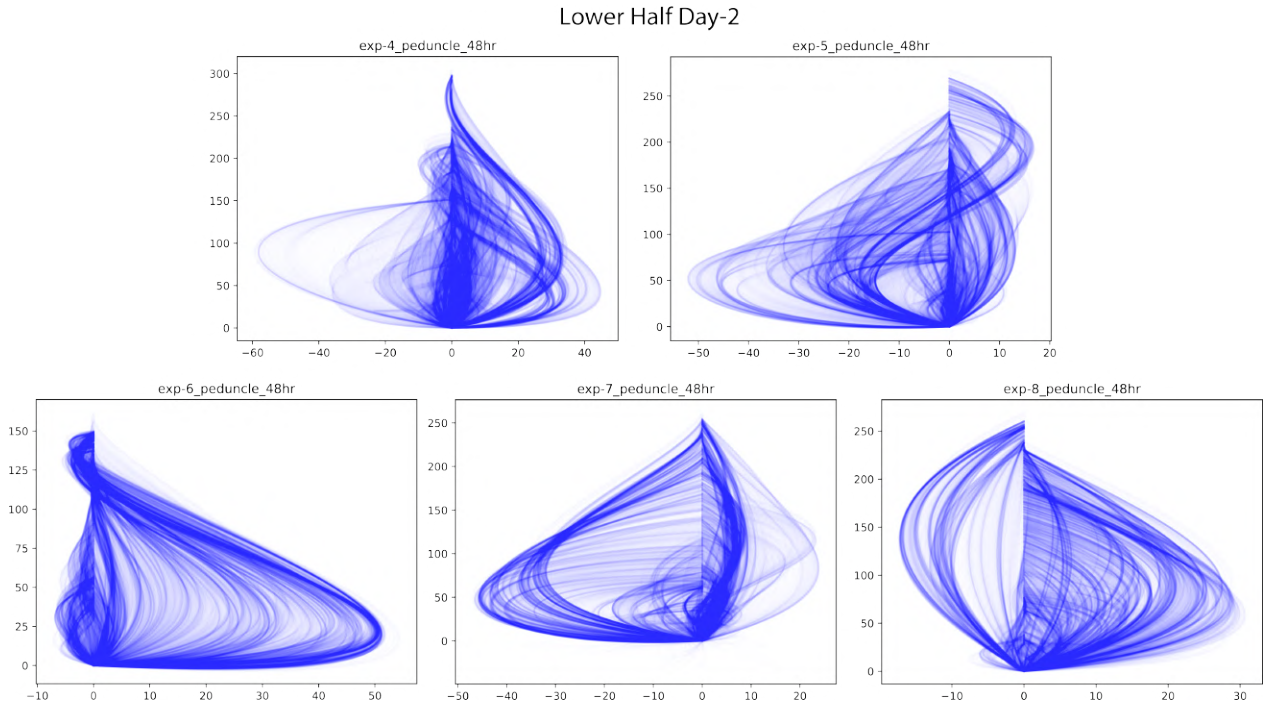 Lower Half Day-2
exp-4_peduncle_48hr
exp-5_peduncle_48hr
300
250
200
150
100
50
0
−60 −40 −20 0 20 40
250
200
150
100
50
0
−50 −40 −30 −20 −10 0 10 20
exp-6_peduncle_48hr
exp-7_peduncle_48hr
exp-8_peduncle_48hr
150
125
100
75
50
25
0
−10 0 10 20 30 40 50
250
200
150
100
50
0
−50 −40 −30 −20 −10 0 10 20
250
200
150
100
50
0
−10 0 10 20 30